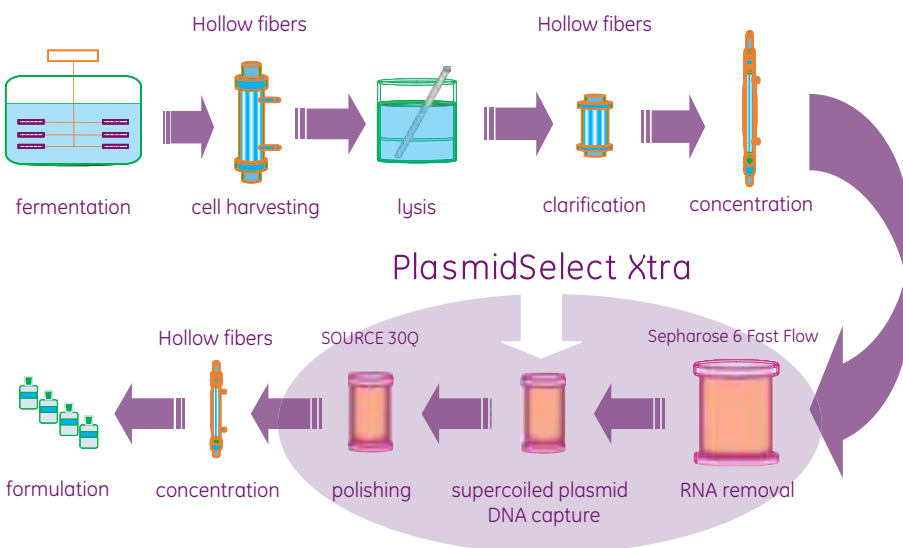 Hollow fibers
Hollow fibers
fermentation
cell harvesting
lysis
clarification
concentration
PlasmidSelect Xtra
Hollow fibers
SOURCE 30Q
Sepharose 6 Fast Flow
formulation
concentration
polishing
supercoiled plasmid
DNA capture
RNA removal